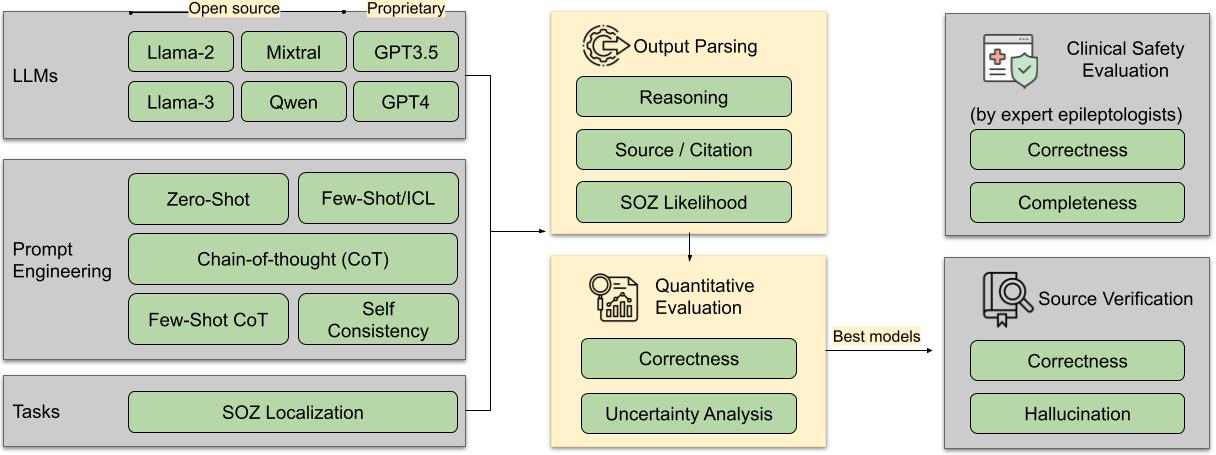 Open source
Proprietary
LLMs
Llama-2
Mixtral
GPT3.5
Llama-3
Qwen
GPT4
Prompt
Engineering
Zero-Shot
Few-Shot/ICL
Chain-of-thought (CoT)
Few-Shot CoT
Self
Consistency
Tasks
SOZ Localization
Output Parsing
Reasoning
Source / Citation
SOZ Likelihood
Quantitative
Evaluation
Correctness
Uncertainty Analysis
Best models
Clinical Safety
Evaluation
(by expert epileptologists)
Correctness
Completeness
Source Verification
Correctness
Hallucination